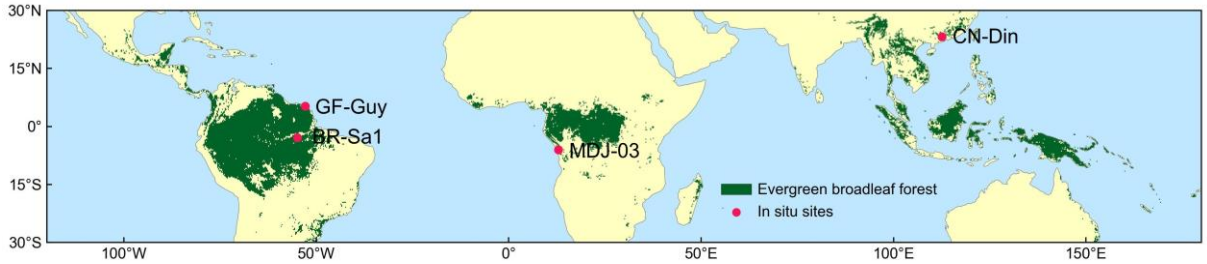 30°N
15°N
0°
15°S
30°S
CN-Din
GF-Guy
BR-Sa1
MDJ-03
Evergreen broadleaf forest
In situ sites
100°W 50°W 0° 50°E 100°E 150°E